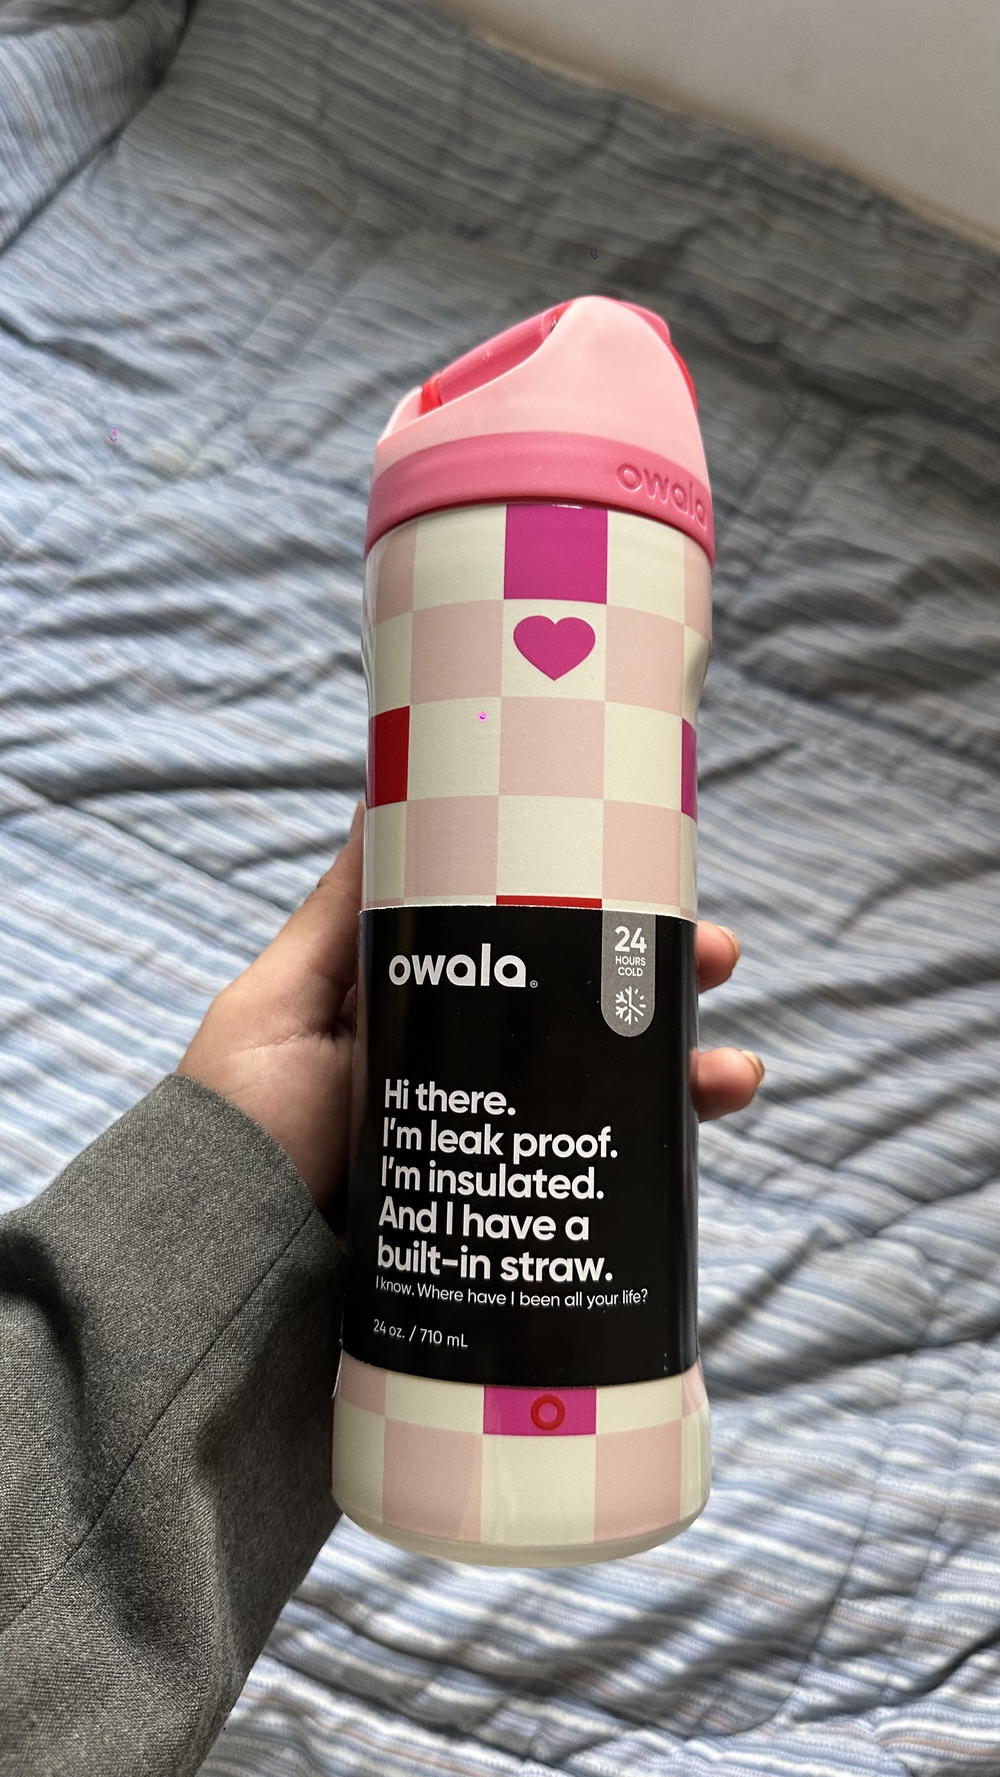 owala
owala®
24
HOURS
COLD
Hi there.
I'm leak proof.
I'm insulated.
And I have a
built-in straw.
I know. Where have I been all your life?
24 oz. / 710 mL